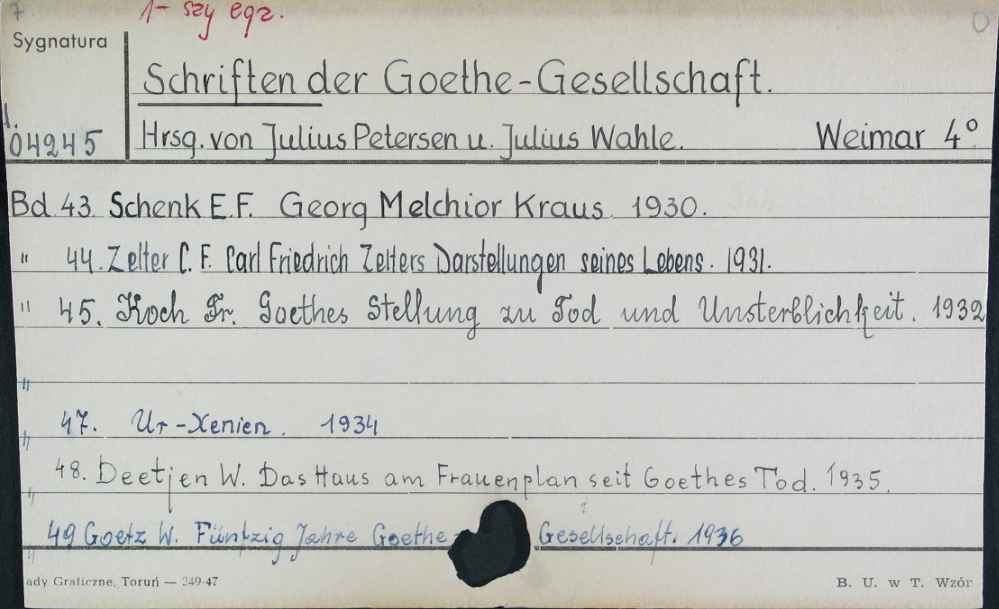 7 1-szy egz. O
Sygnatura
Schriften der Goethe-Gesellschaft.
04245 Hrsg. von Julius Petersen u. Julius Wahle. Weimar 4°
Bd. 43 Schenk E.F. Georg Melchior Kraus. 1930.
" 44. Zelter C. F. Carl Friedrich Zelters Darstellungen seines Lebens. 1931.
" 45. Koch Fr. Goethes Stellung zu Tod und Unsterblichkeit. 1932
"
" 47. Ur-Xenien. 1934
" 48. Deetjen W. Das Haus am Frauenplan seit Goethes Tod. 1935.
" 49 Goetz W. Fünfzig Jahre Goethe- Gesellschaft. 1936
ady Graficzne, Toruń — 249-47 B. U. w T. Wzór